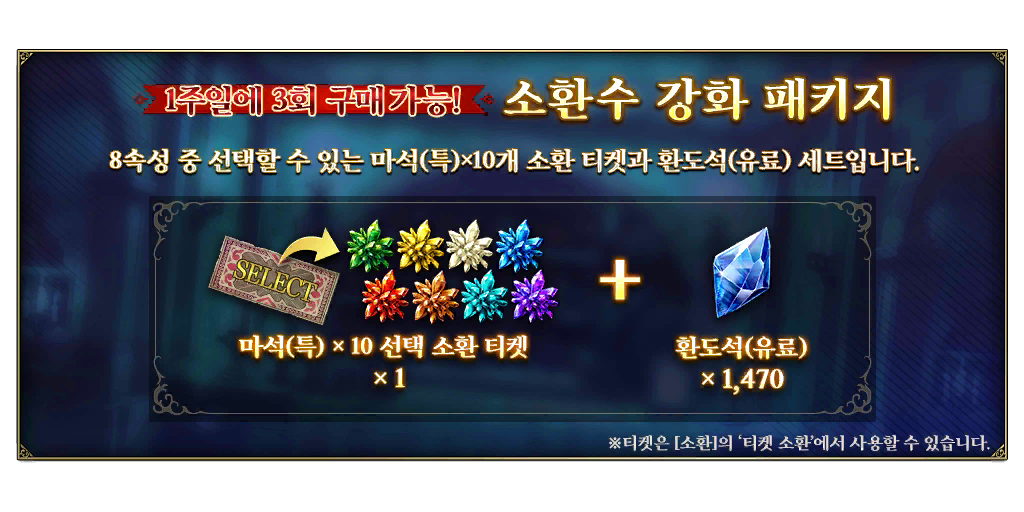 1주일에 3회 구매 가능! 소환수 강화 패키지
8속성 중 선택할 수 있는 마석(특)×10개 소환 티켓과 환도석(유료) 세트입니다.
SELECT
+
마석(특) × 10 선택 소환 티켓
× 1
환도석(유료)
× 1,470
※티켓은 [소환]의 ‘티켓 소환’에서 사용할 수 있습니다.